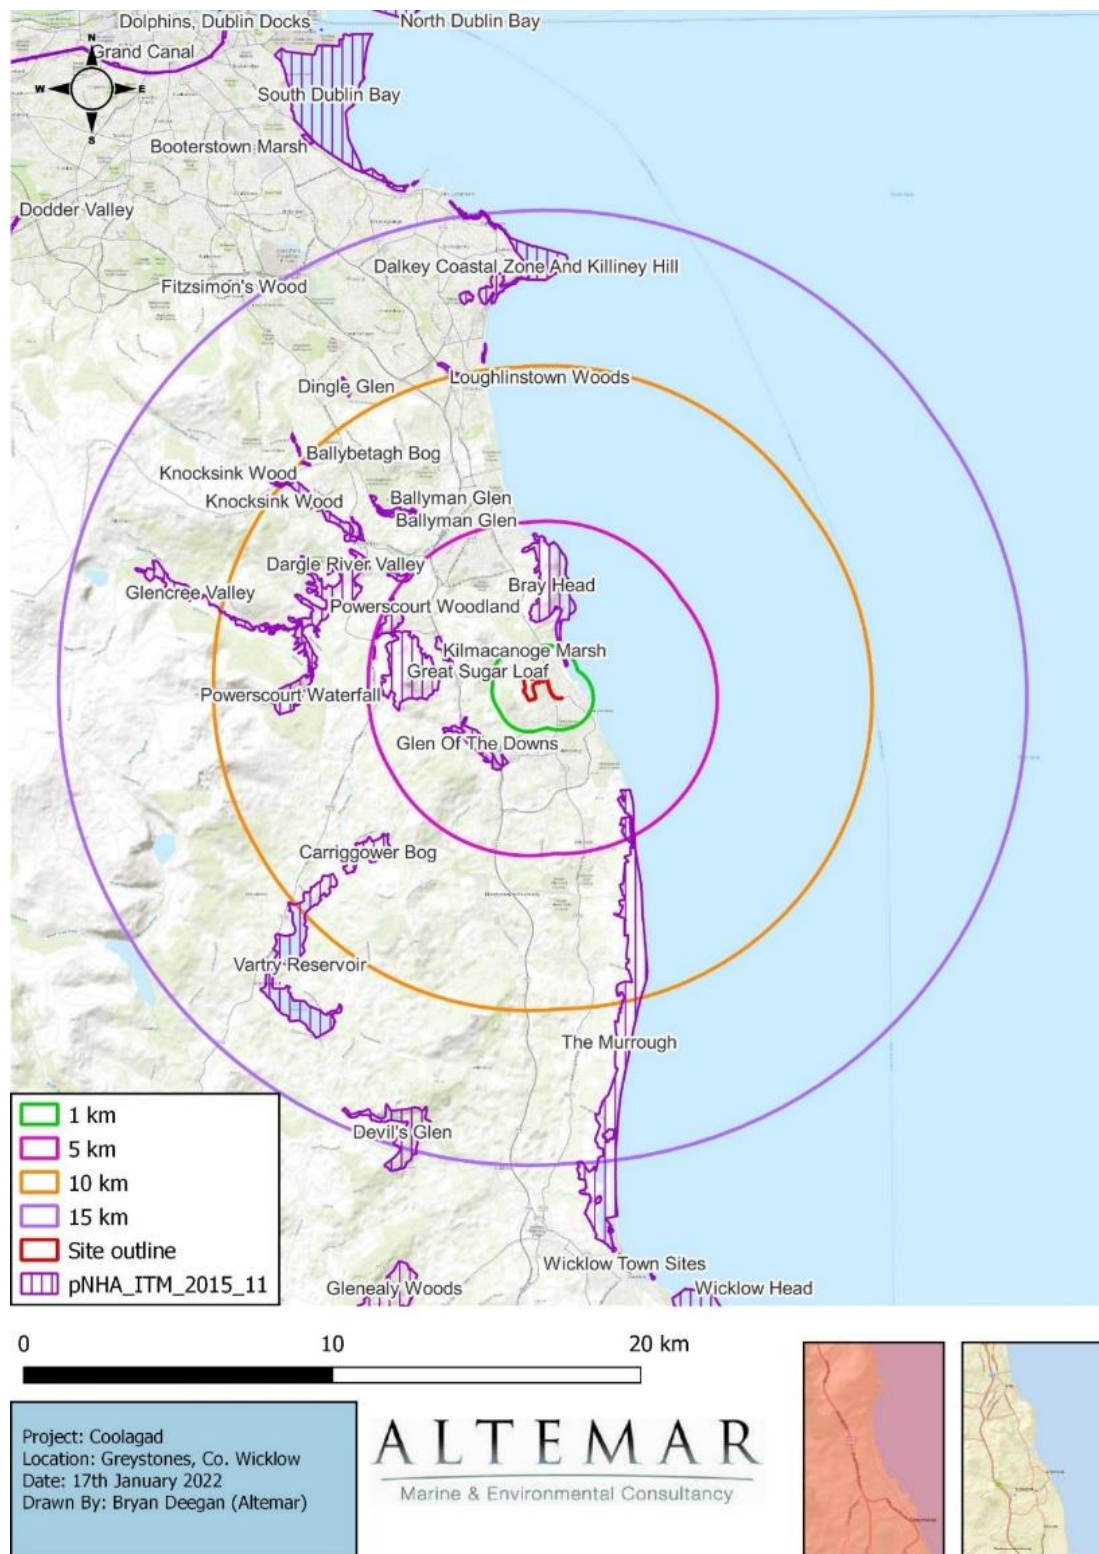 Dolphins, Dublin Docks
North Dublin Bay
Grand Canal
N
W
E
S
South Dublin Bay
Booterstown Marsh
Dodder Valley
Dalkey Coastal Zone And Killiney Hill
Fitzsimon's Wood
Loughlinstown Woods
Dingle Glen
Ballybetagh Bog
Knocksink Wood
Knocksink Wood
Ballyman Glen
Ballyman Glen
Dargle River Valley
Bray Head
Glencree Valley
Powerscourt Woodland
Kilmacanoge Marsh
Great Sugar Loaf
Powerscourt Waterfall
Glen Of The Downs
Carriggower Bog
Vartry Reservoir
The Murrough
Devil's Glen
Wicklow Town Sites
Glenealy Woods
Wicklow Head
1 km
5 km
10 km
15 km
Site outline
pNHA_ITM_2015_11
0
10
20 km
Project: Coolagad
Location: Greystones, Co. Wicklow
Date: 17th January 2022
Drawn By: Bryan Deegan (Altemar)
ALTEMAR
Marine & Environmental Consultancy